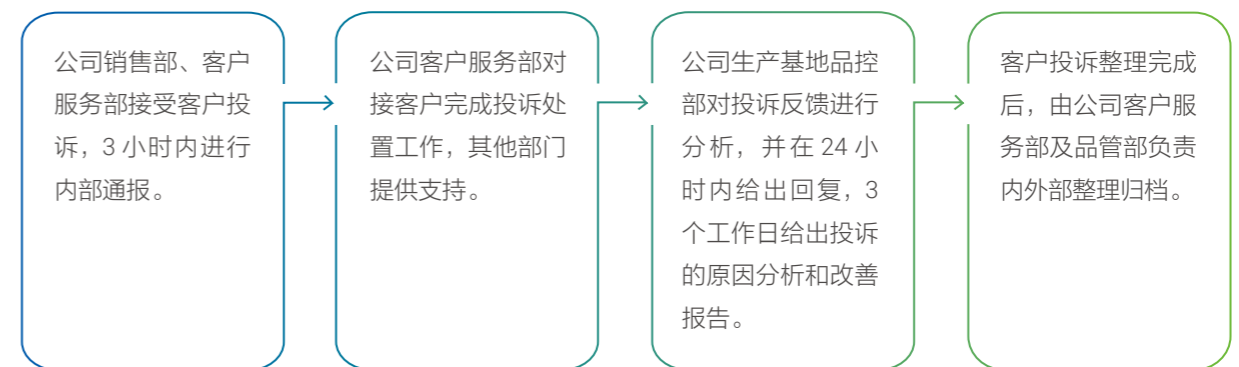 公司销售部、客户
服务部接受客户投
诉，3 小时内进行
内部通报。
公司客户服务部对
接客户完成投诉处
置工作，其他部门
提供支持。
公司生产基地品控
部对投诉反馈进行
分析，并在 24 小
时内给出回复，3
个工作日给出投诉
的原因分析和改善
报告。
客户投诉整理完成
后，由公司客户服
务部及品管部负责
内外部整理归档。